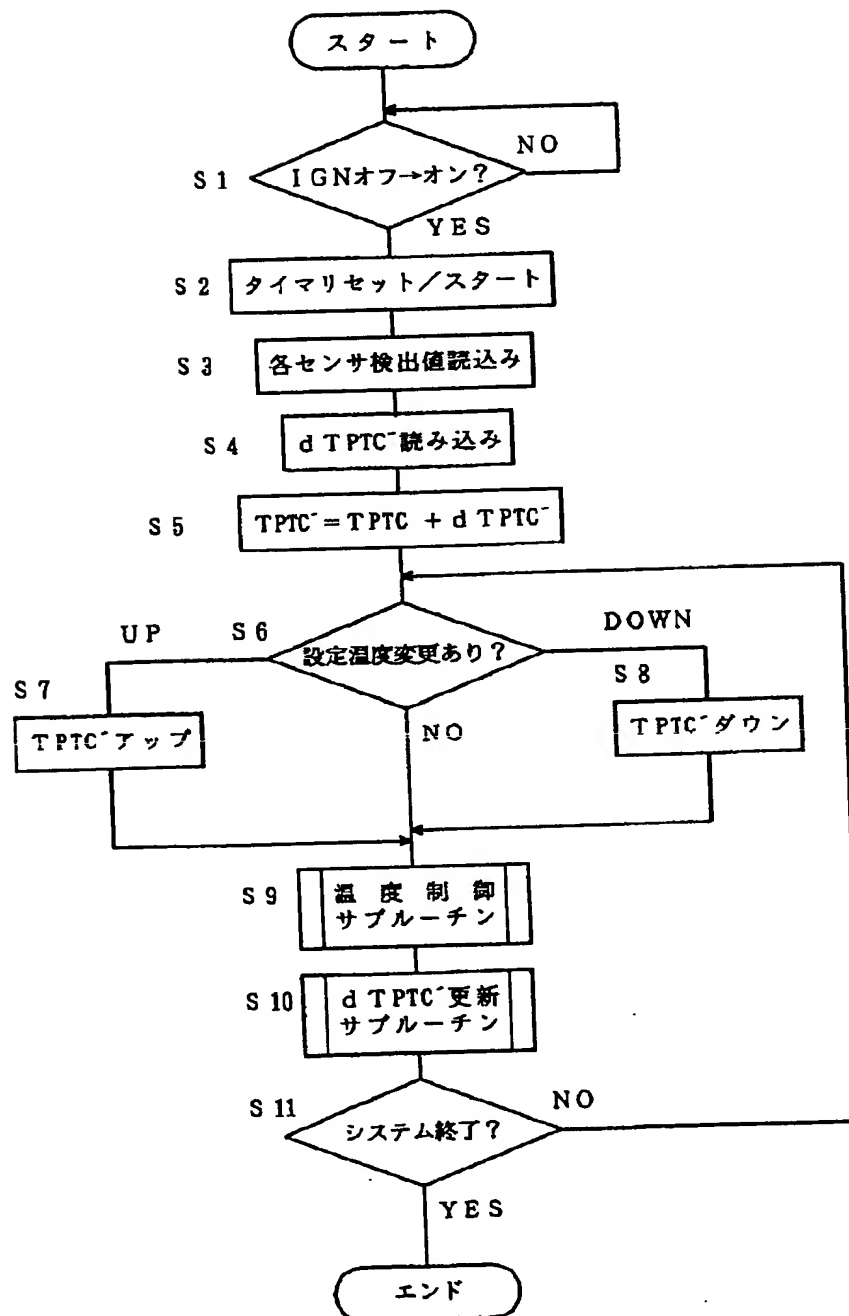 スタート
NO
S1
IGNオフ→オン?
YES
S2
タイマリセット/スタート
S3
各センサ検出値読込み
S4
dTPTC´読み込み
S5
TPTC´=TPTC + dTPTC´
UP
S6
設定温度変更あり?
DOWN
S7
TPTC´アップ
NO
S8
TPTC´ダウン
S9
温度制御
サブルーチン
S10
dTPTC´更新
サブルーチン
S11
システム終了?
NO
YES
エンド